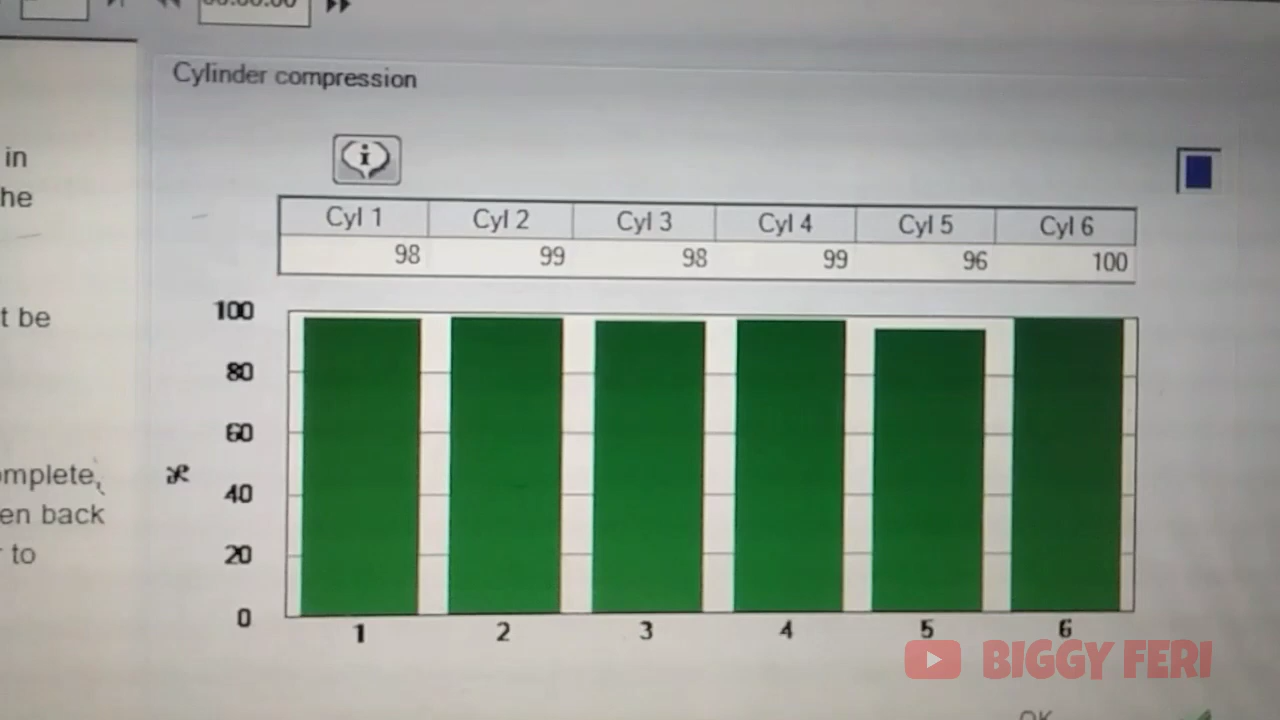 Cylinder compression
in
he
t be
omplete,
en back
to
i
Cyl 1 Cyl 2 Cyl 3 Cyl 4 Cyl 5 Cyl 6
98 99 98 99 96 100
100
80
60
40
20
0
%
1 2 3 4 5 6
BIGGY FERI